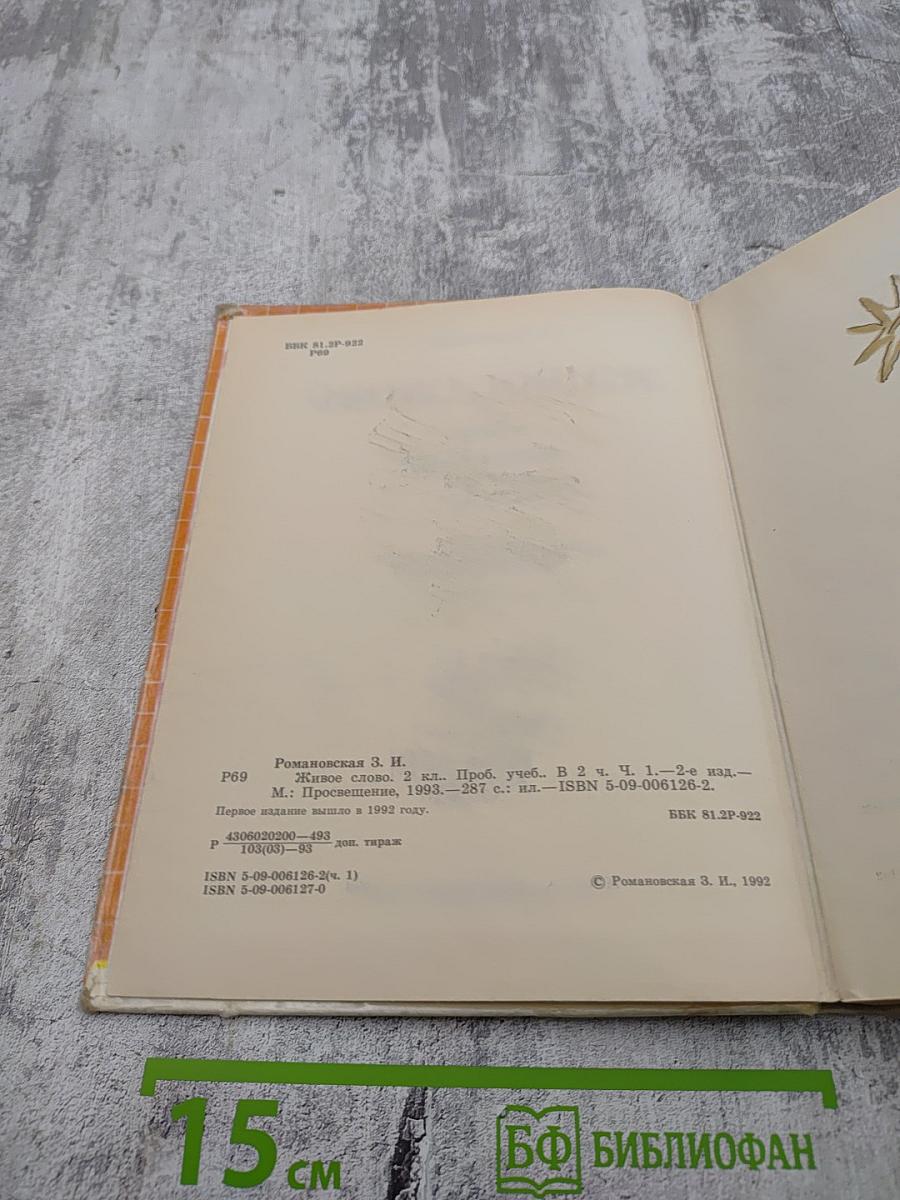 ББК 81.2Р-922
Р69
Романовская З. И.
Р69 Живое слово. 2 кл.. Проб. учеб.. В 2 ч. Ч. 1.—2-е изд.—
М.: Просвещение, 1993.—287 с.: ил.—ISBN 5-09-006126-2.
Первое издание вышло в 1992 году.
ББК 81.2Р-922
Р 4306020200—493
103(03)—93 доп. тираж
ISBN 5-09-006126-2(ч. 1)
ISBN 5-09-006127-0
© Романовская З. И., 1992
15 см
БФ БИБЛИОФАН